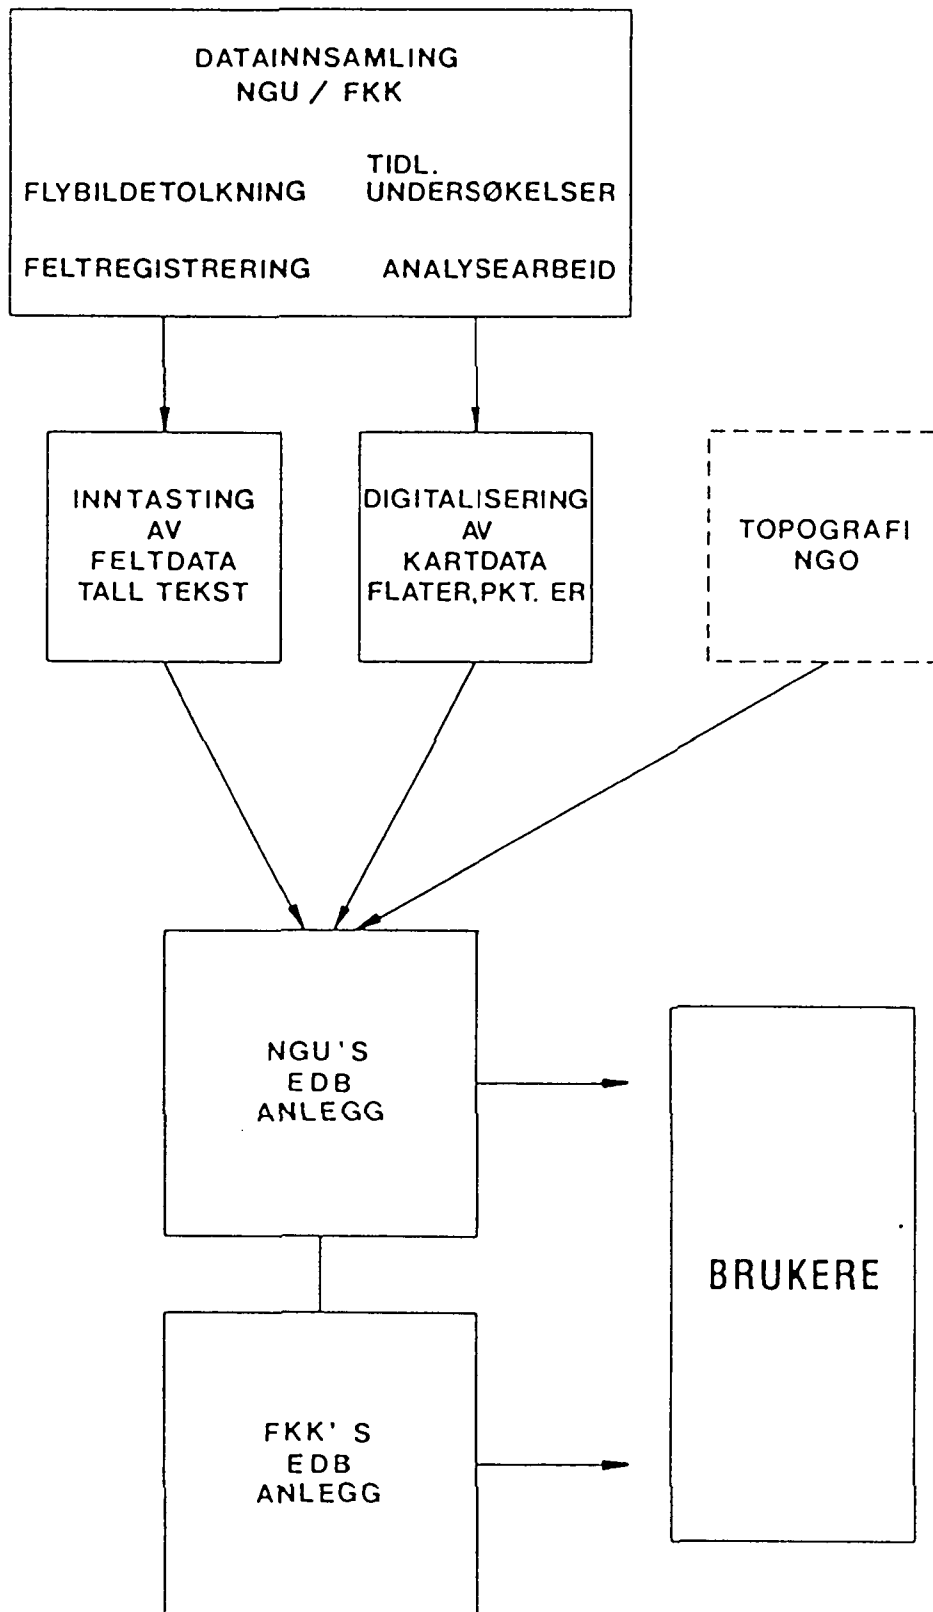 DATAINNSAMLING
NGU / FKK
TIDL.
FLYBILDETOLKNING UNDERSØKELSER
FELTREGISTRERING ANALYSEARBEID
INNTASTING
AV
FELTDATA
TALL TEKST
DIGITALISERING
AV
KARTDATA
FLATER, PKT. ER
TOPOGRAFI
NGO
NGU'S
EDB
ANLEGG
BRUKERE
FKK' S
EDB
ANLEGG